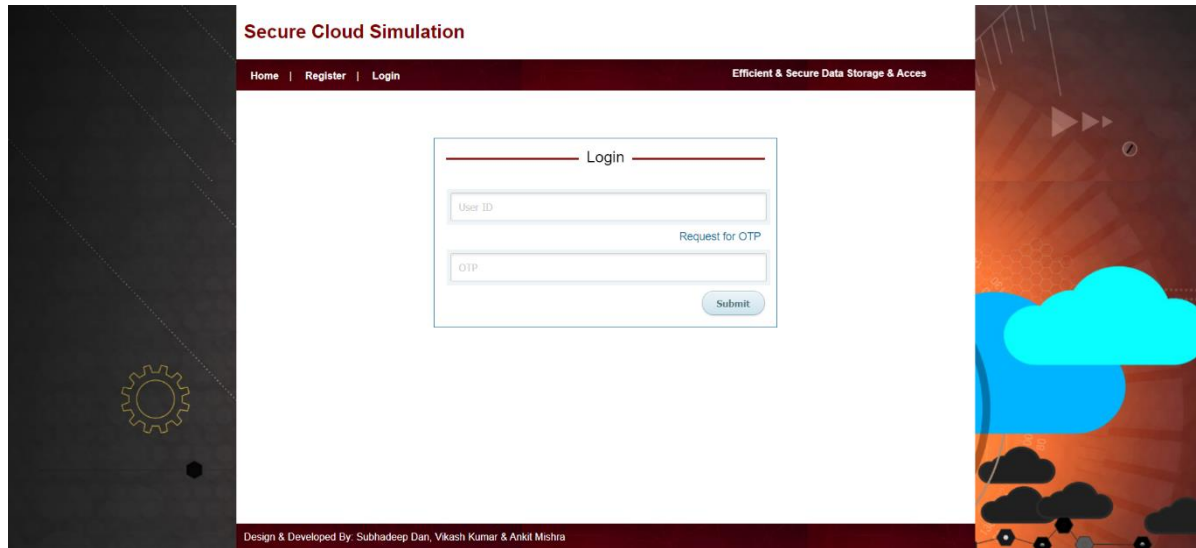 Secure Cloud Simulation
Home | Register | Login
Efficient & Secure Data Storage & Acces
Login
User ID
Request for OTP
OTP
Submit
Design & Developed By: Subhadeep Dan, Vikash Kumar & Ankit Mishra